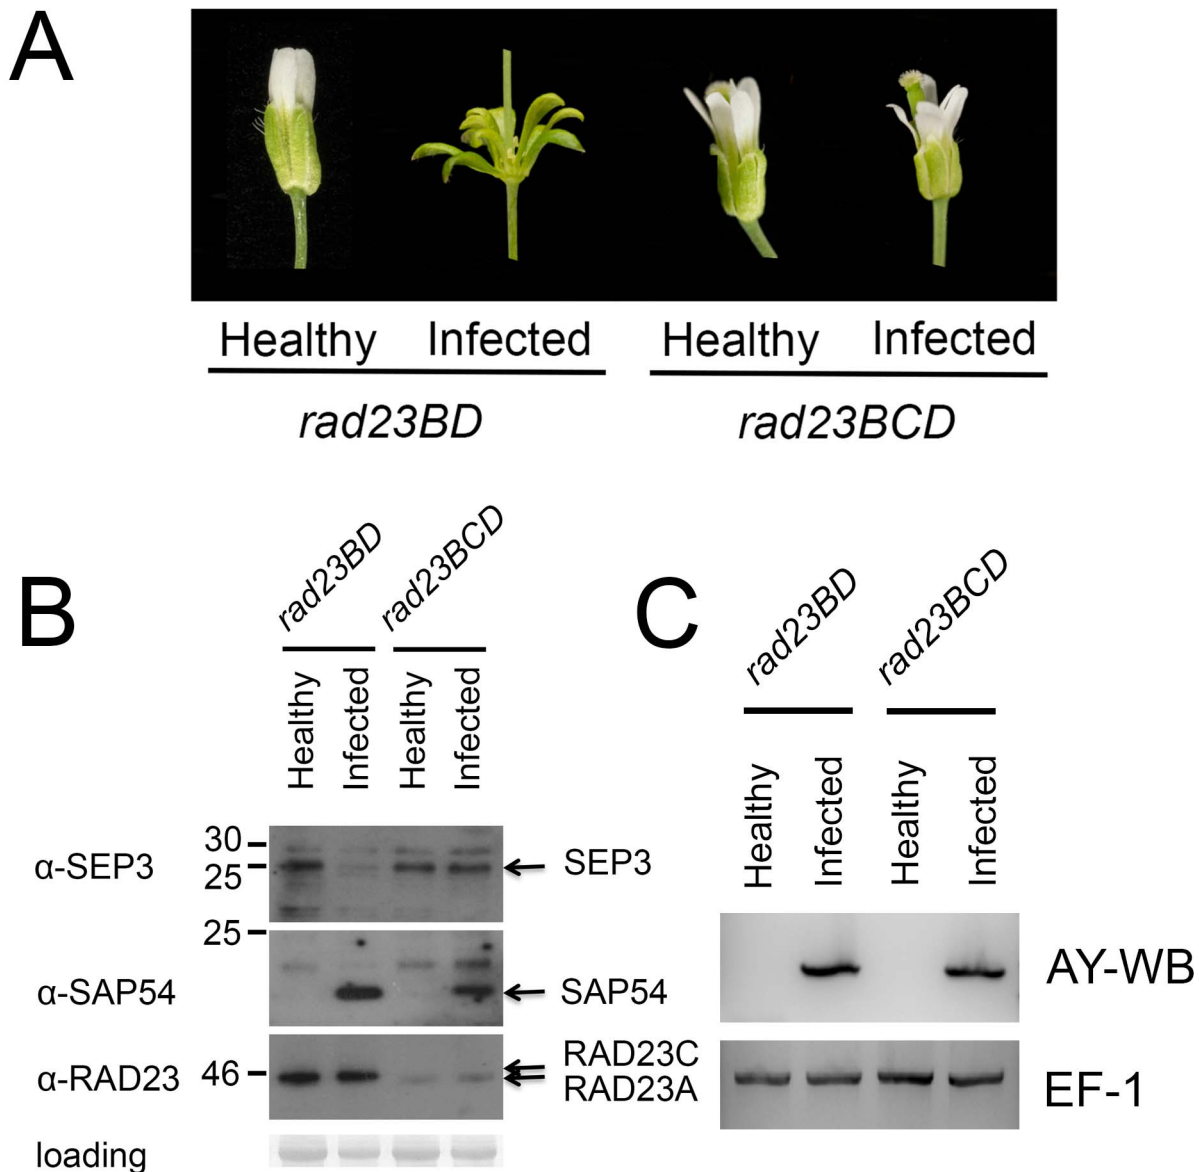 A
Healthy Infected Healthy Infected
rad23BD rad23BCD
B
rad23BD rad23BCD
Healthy Infected Healthy Infected
α-SEP3 30 25 SEP3
α-SAP54 25 SAP54
α-RAD23 46 RAD23C
RAD23A
loading
C
rad23BD rad23BCD
Healthy Infected Healthy Infected
AY-WB
EF-1